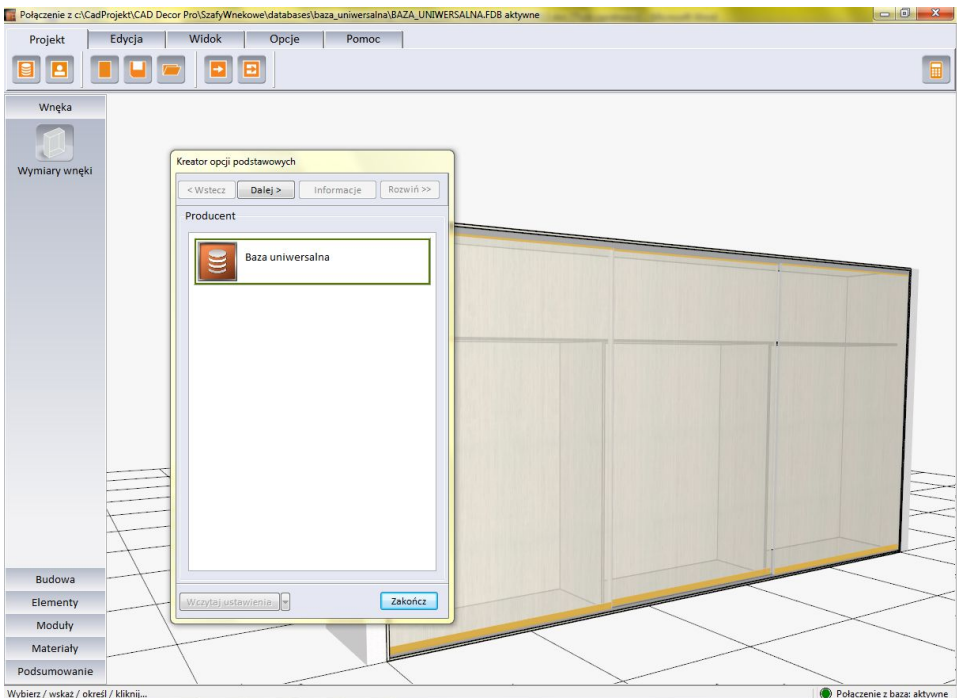 Połączenie z c:\CadProjekt\CAD Decor Pro\SzafyWnekowe\databases\baza_uniwersalna\BAZA_UNIWERSALNA.FDB aktywne
Projekt Edycja Widok Opcje Pomoc
Wnęka
Wymiary wnęki
Kreator opcji podstawowych
< Wstecz Dalej > Informacje Rozwiń >>
Producent
Baza uniwersalna
Wczytaj ustawienia Zakończ
Budowa
Elementy
Moduły
Materiały
Podsumowanie
Wybierz / wskaż / określ / kliknij... Połączenie z bazą: aktywne